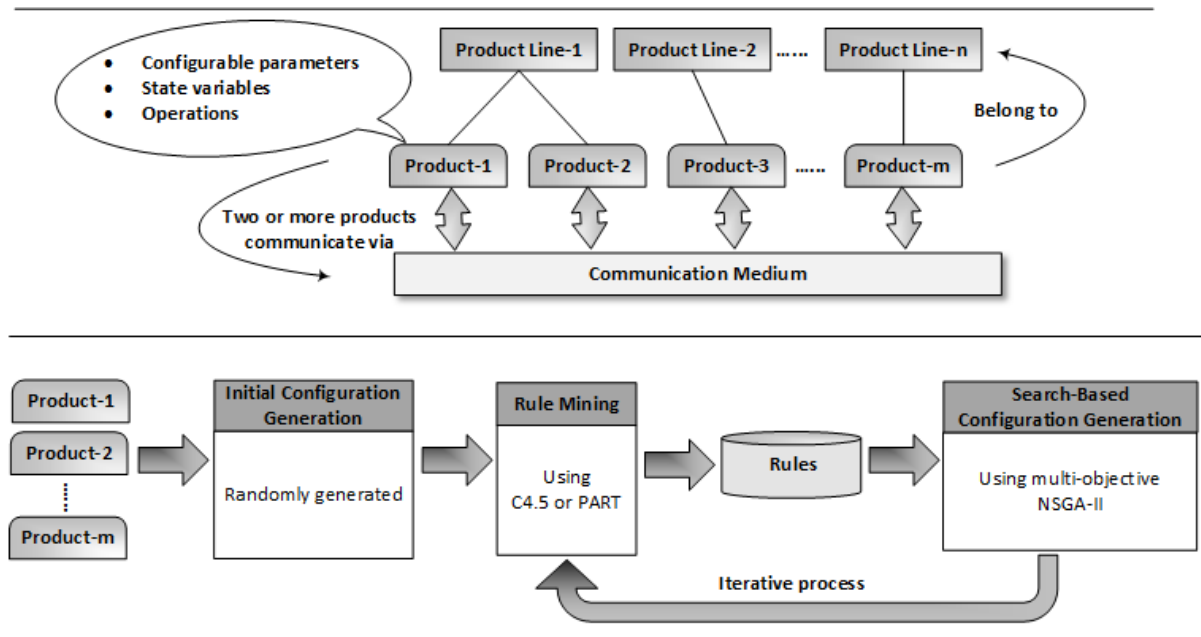 Product Line-1
Product Line-2
......
Product Line-n
• Configurable parameters
• State variables
• Operations
Belong to
Product-1
Product-2
Product-3
......
Product-m
Two or more products
communicate via
Communication Medium
Product-1
Product-2
Product-m
Initial Configuration
Generation
Randomly generated
Rule Mining
Using
C4.5 or PART
Rules
Search-Based
Configuration Generation
Using multi-objective
NSGA-II
Iterative process